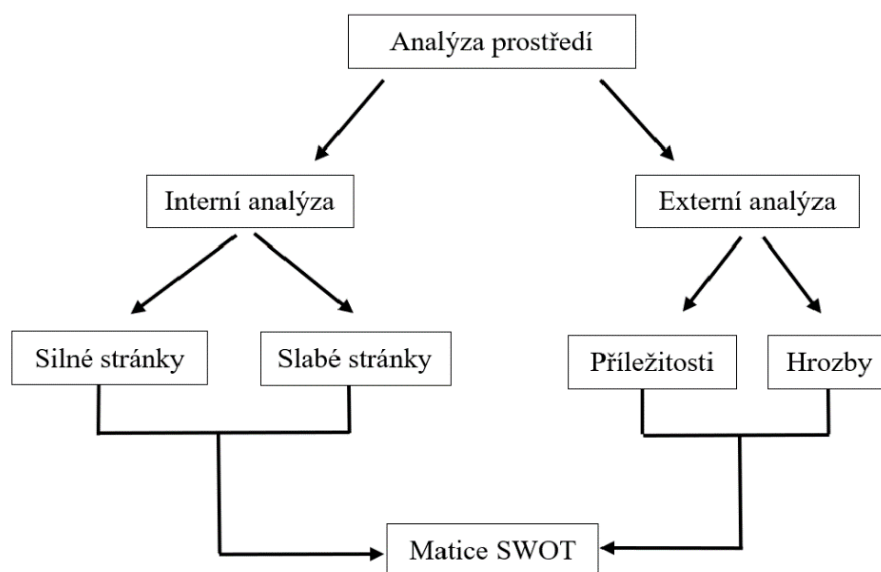 Analýza prostředí
Interní analýza
Externí analýza
Silné stránky
Slabé stránky
Příležitosti
Hrozby
Matice SWOT